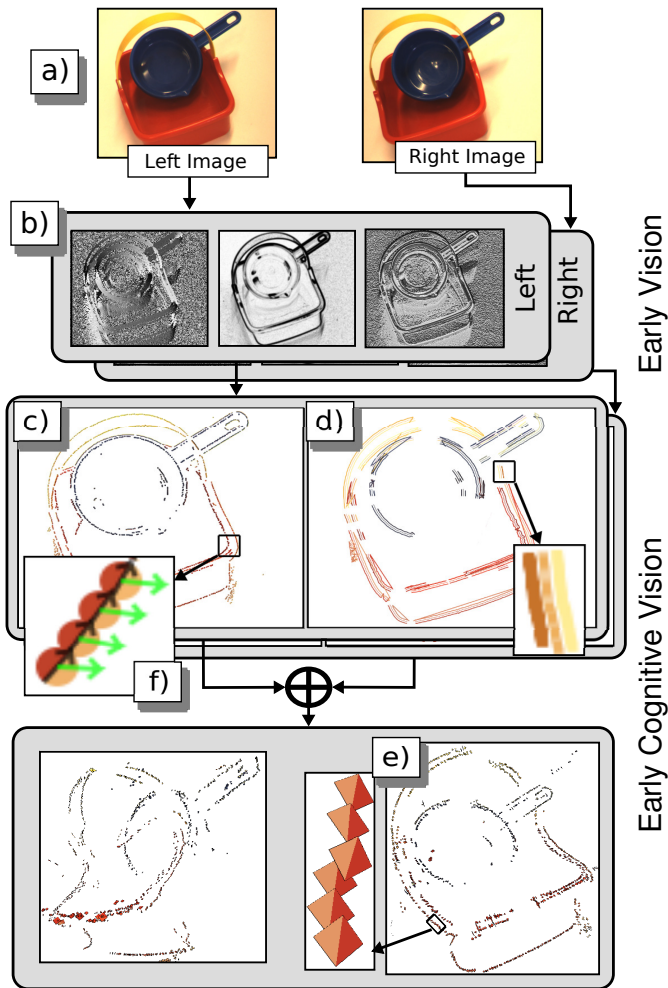 a)
Left Image
Right Image
b)
Left
Right
Early Vision
c)
d)
f)
Early Cognitive Vision
e)